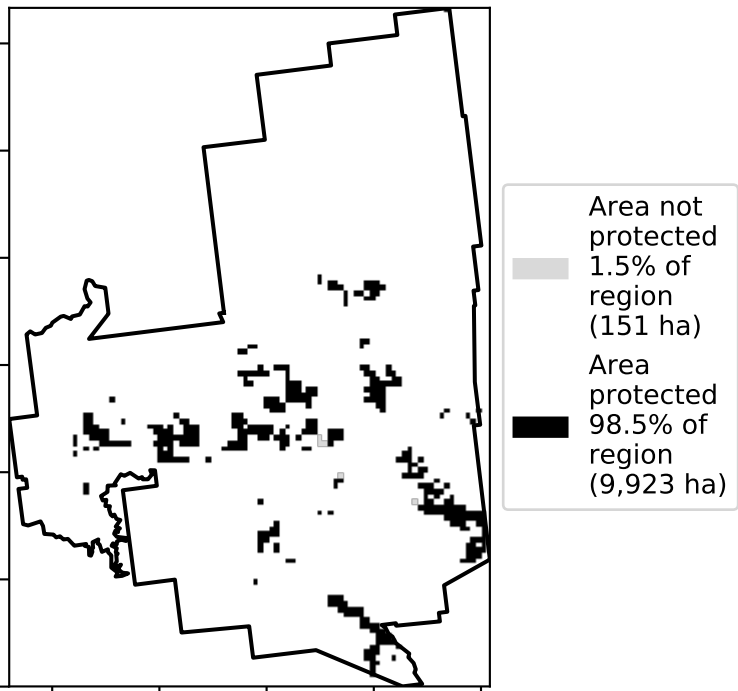 Area not
protected
1.5% of
region
(151 ha)
Area
protected
98.5% of
region
(9,923 ha)